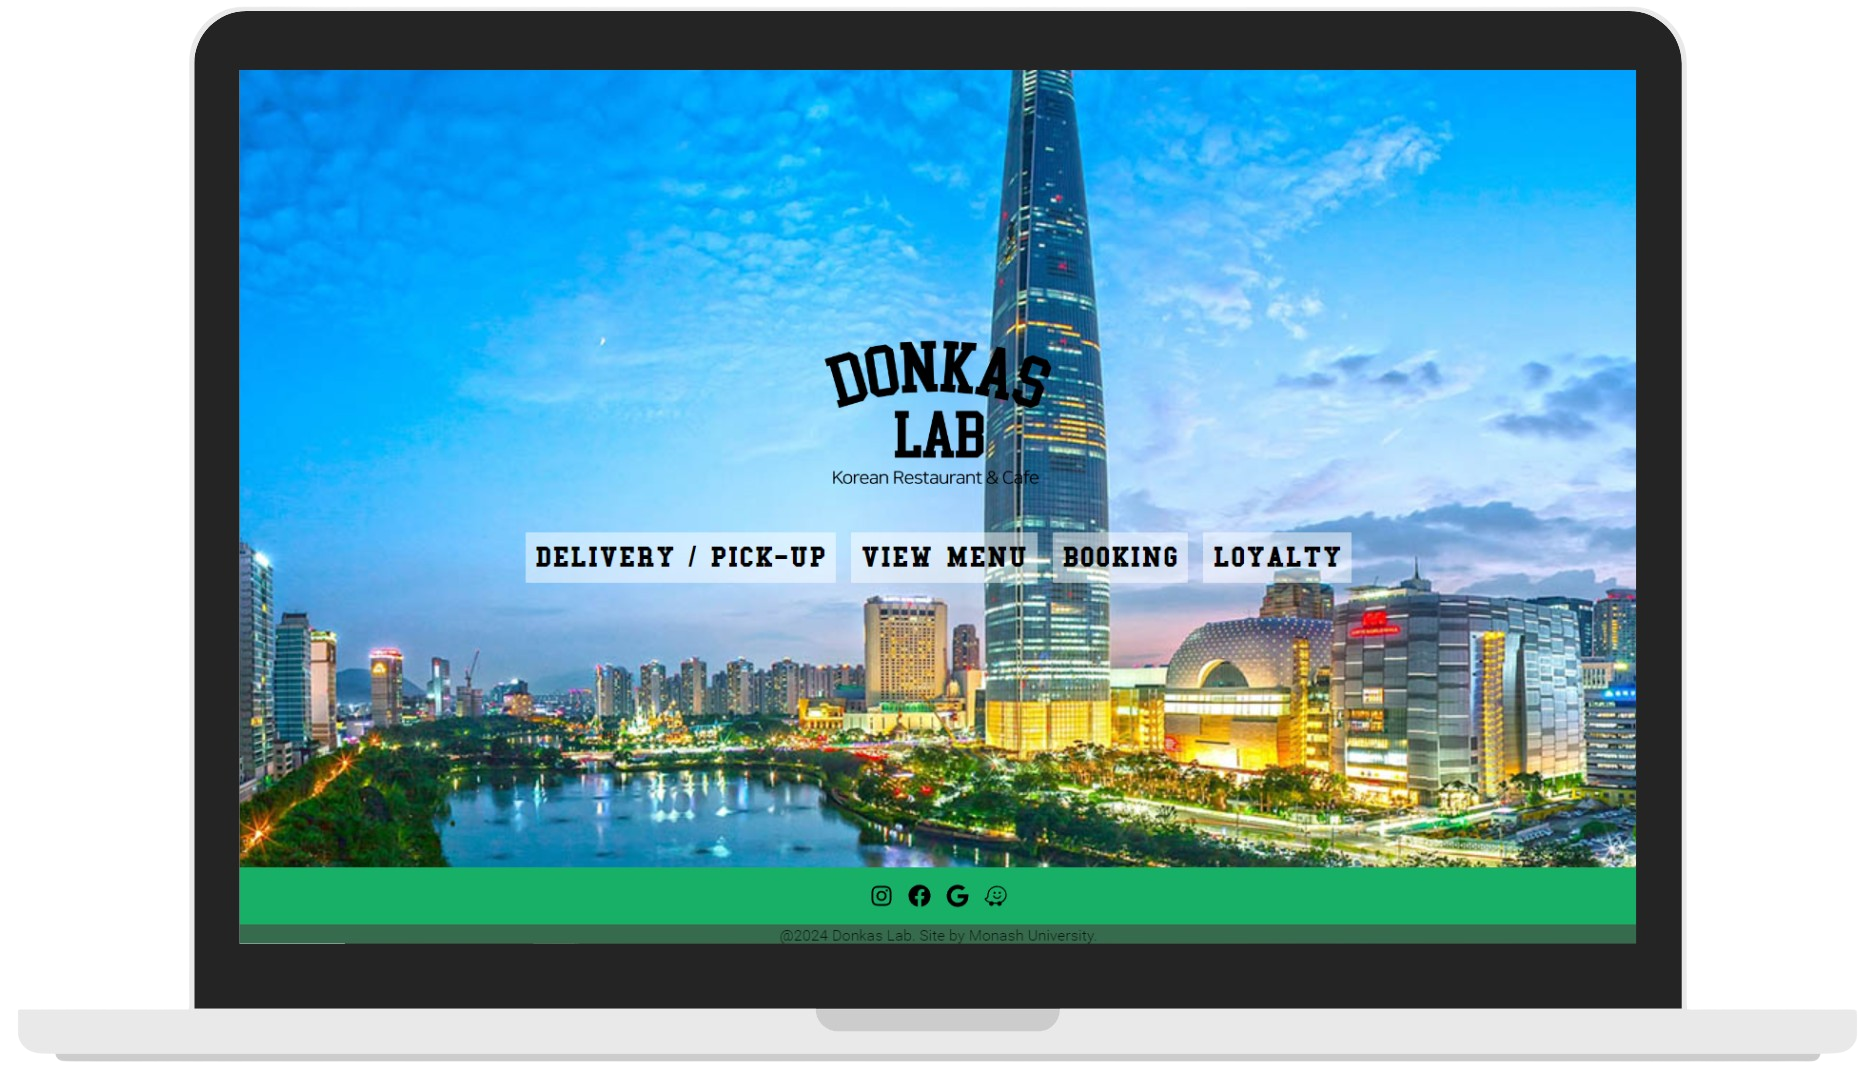 DONKAS
LAB
Korean Restaurant & Cafe
DELIVERY / PICK-UP
VIEW MENU
BOOKING
LOYALTY
@2024 Donkas Lab. Site by Monash University.